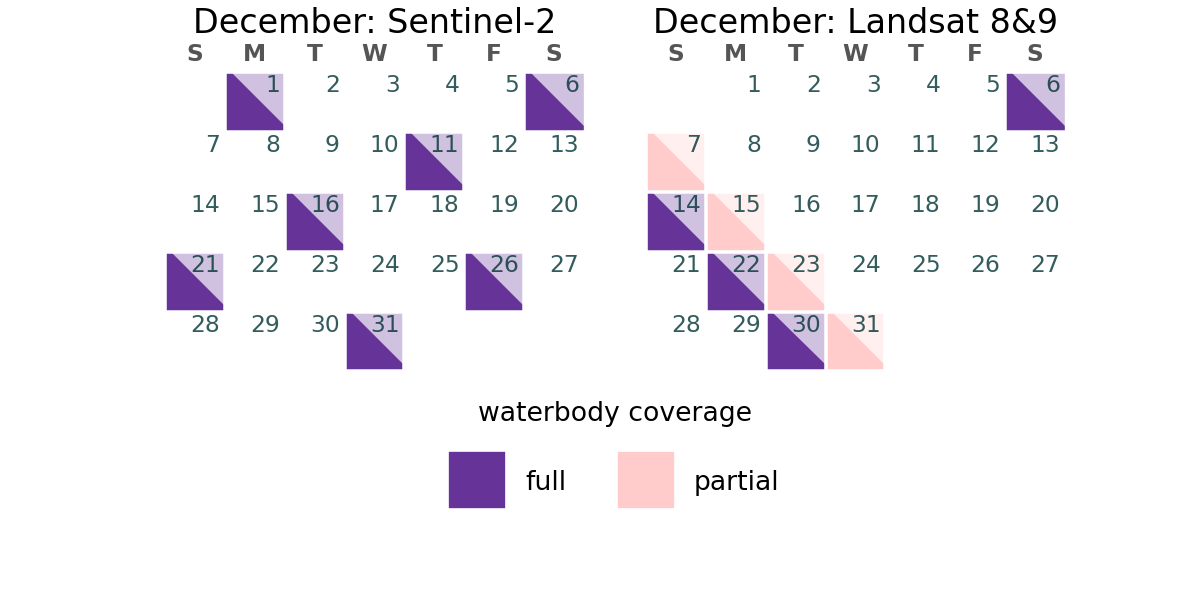 December: Sentinel-2
S M T W T F S
1 2 3 4 5 6
7 8 9 10 11 12 13
14 15 16 17 18 19 20
21 22 23 24 25 26 27
28 29 30 31
December: Landsat 8&9
S M T W T F S
1 2 3 4 5 6
7 8 9 10 11 12 13
14 15 16 17 18 19 20
21 22 23 24 25 26 27
28 29 30 31
waterbody coverage
full partial